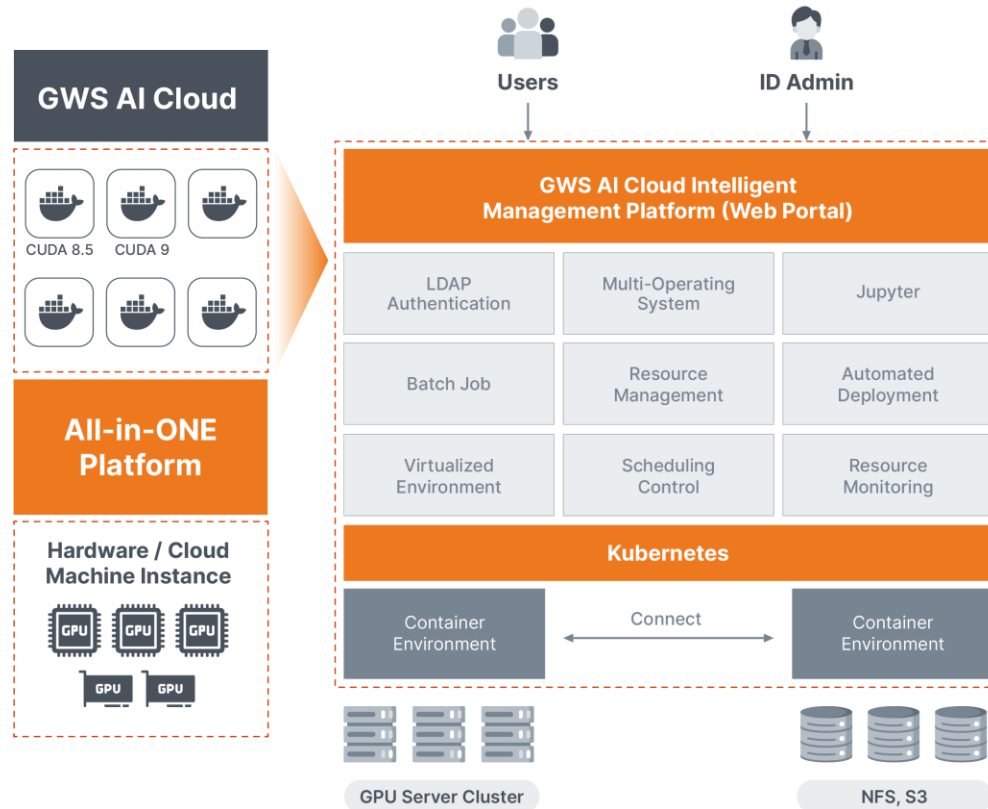 GWS AI Cloud
CUDA 8.5
CUDA 9
All-in-ONE
Platform
Hardware / Cloud
Machine Instance
GPU
GPU
GPU
GPU
GPU
Users
ID Admin
GWS AI Cloud Intelligent
Management Platform (Web Portal)
LDAP
Authentication
Multi-Operating
System
Jupyter
Batch Job
Resource
Management
Automated
Deployment
Virtualized
Environment
Scheduling
Control
Resource
Monitoring
Kubernetes
Container
Environment
Connect
Container
Environment
GPU Server Cluster
NFS, S3